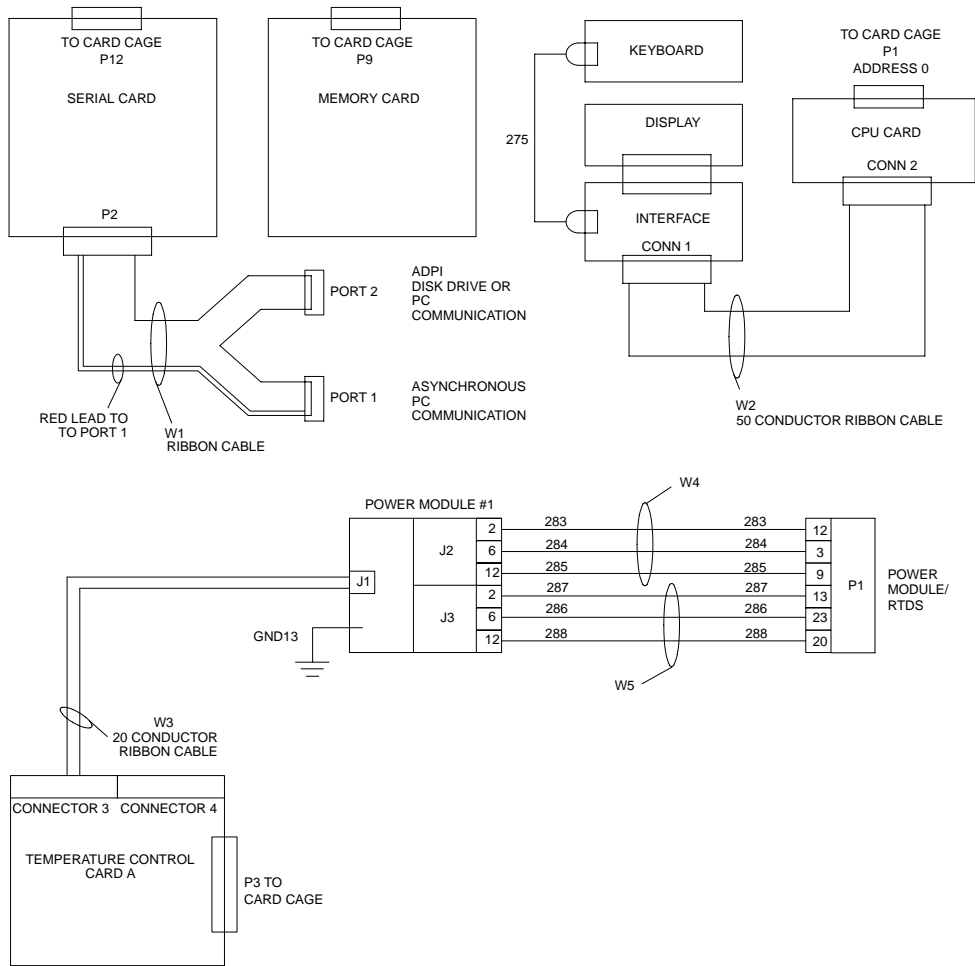 TO CARD CAGE
P12
SERIAL CARD
P2
TO CARD CAGE
P9
MEMORY CARD
PORT 2
ADPI
DISK DRIVE OR
PC
COMMUNICATION
PORT 1
ASYNCHRONOUS
PC
COMMUNICATION
RED LEAD TO
TO PORT 1
W1
RIBBON CABLE
KEYBOARD
275
DISPLAY
INTERFACE
CONN 1
TO CARD CAGE
P1
ADDRESS 0
CPU CARD
CONN 2
W2
50 CONDUCTOR RIBBON CABLE
POWER MODULE #1
W4
J1
J2
J3
GND13
2 283 283 12
6 284 284 3
12 285 285 9
2 287 287 13
6 286 286 23
12 288 288 20
P1
POWER
MODULE/
RTDS
W5
W3
20 CONDUCTOR
RIBBON CABLE
CONNECTOR 3 CONNECTOR 4
TEMPERATURE CONTROL
CARD A
P3 TO
CARD CAGE